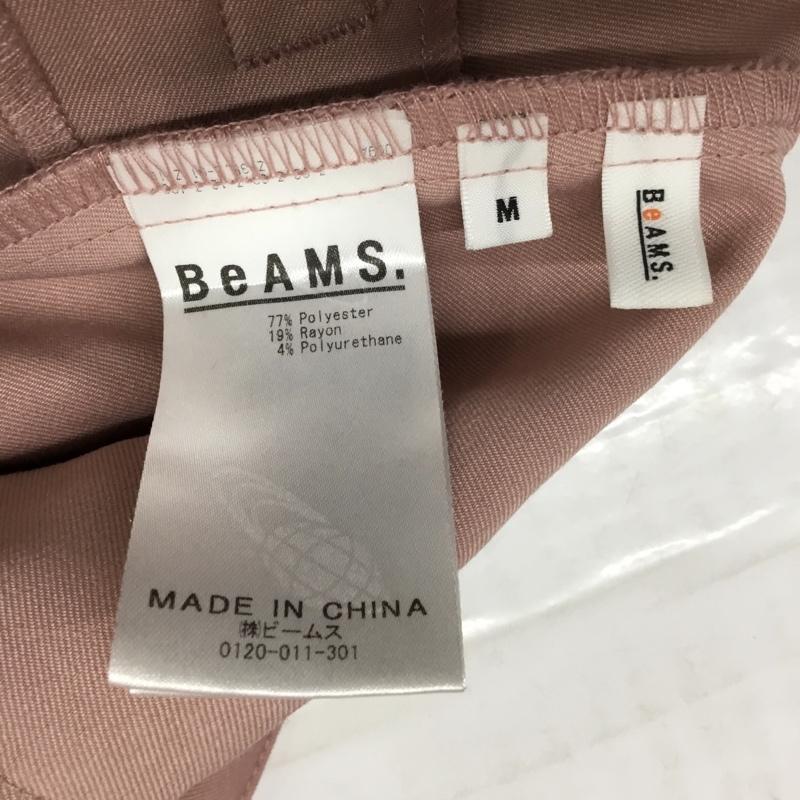 BeAMS.
77% Polyester
19% Rayon
4% Polyurethane
MADE IN CHINA
㈱ビームス
0120-011-301
M
BeAMS.